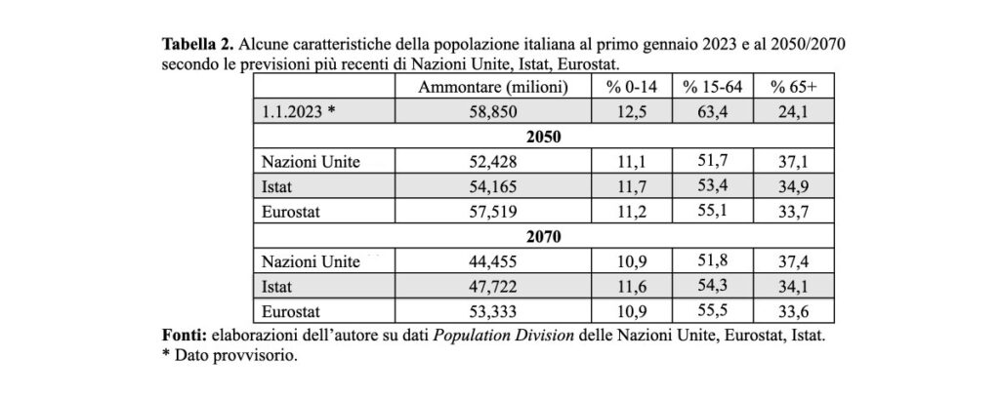 Tabella 2. Alcune caratteristiche della popolazione italiana al primo gennaio 2023 e al 2050/2070
secondo le previsioni più recenti di Nazioni Unite, Istat, Eurostat.
Ammontare (milioni) % 0-14 % 15-64 % 65+
1.1.2023 * 58,850 12,5 63,4 24,1
2050
Nazioni Unite 52,428 11,1 51,7 37,1
Istat 54,165 11,7 53,4 34,9
Eurostat 57,519 11,2 55,1 33,7
2070
Nazioni Unite 44,455 10,9 51,8 37,4
Istat 47,722 11,6 54,3 34,1
Eurostat 53,333 10,9 55,5 33,6
Fonti: elaborazioni dell’autore su dati Population Division delle Nazioni Unite, Eurostat, Istat.
* Dato provvisorio.